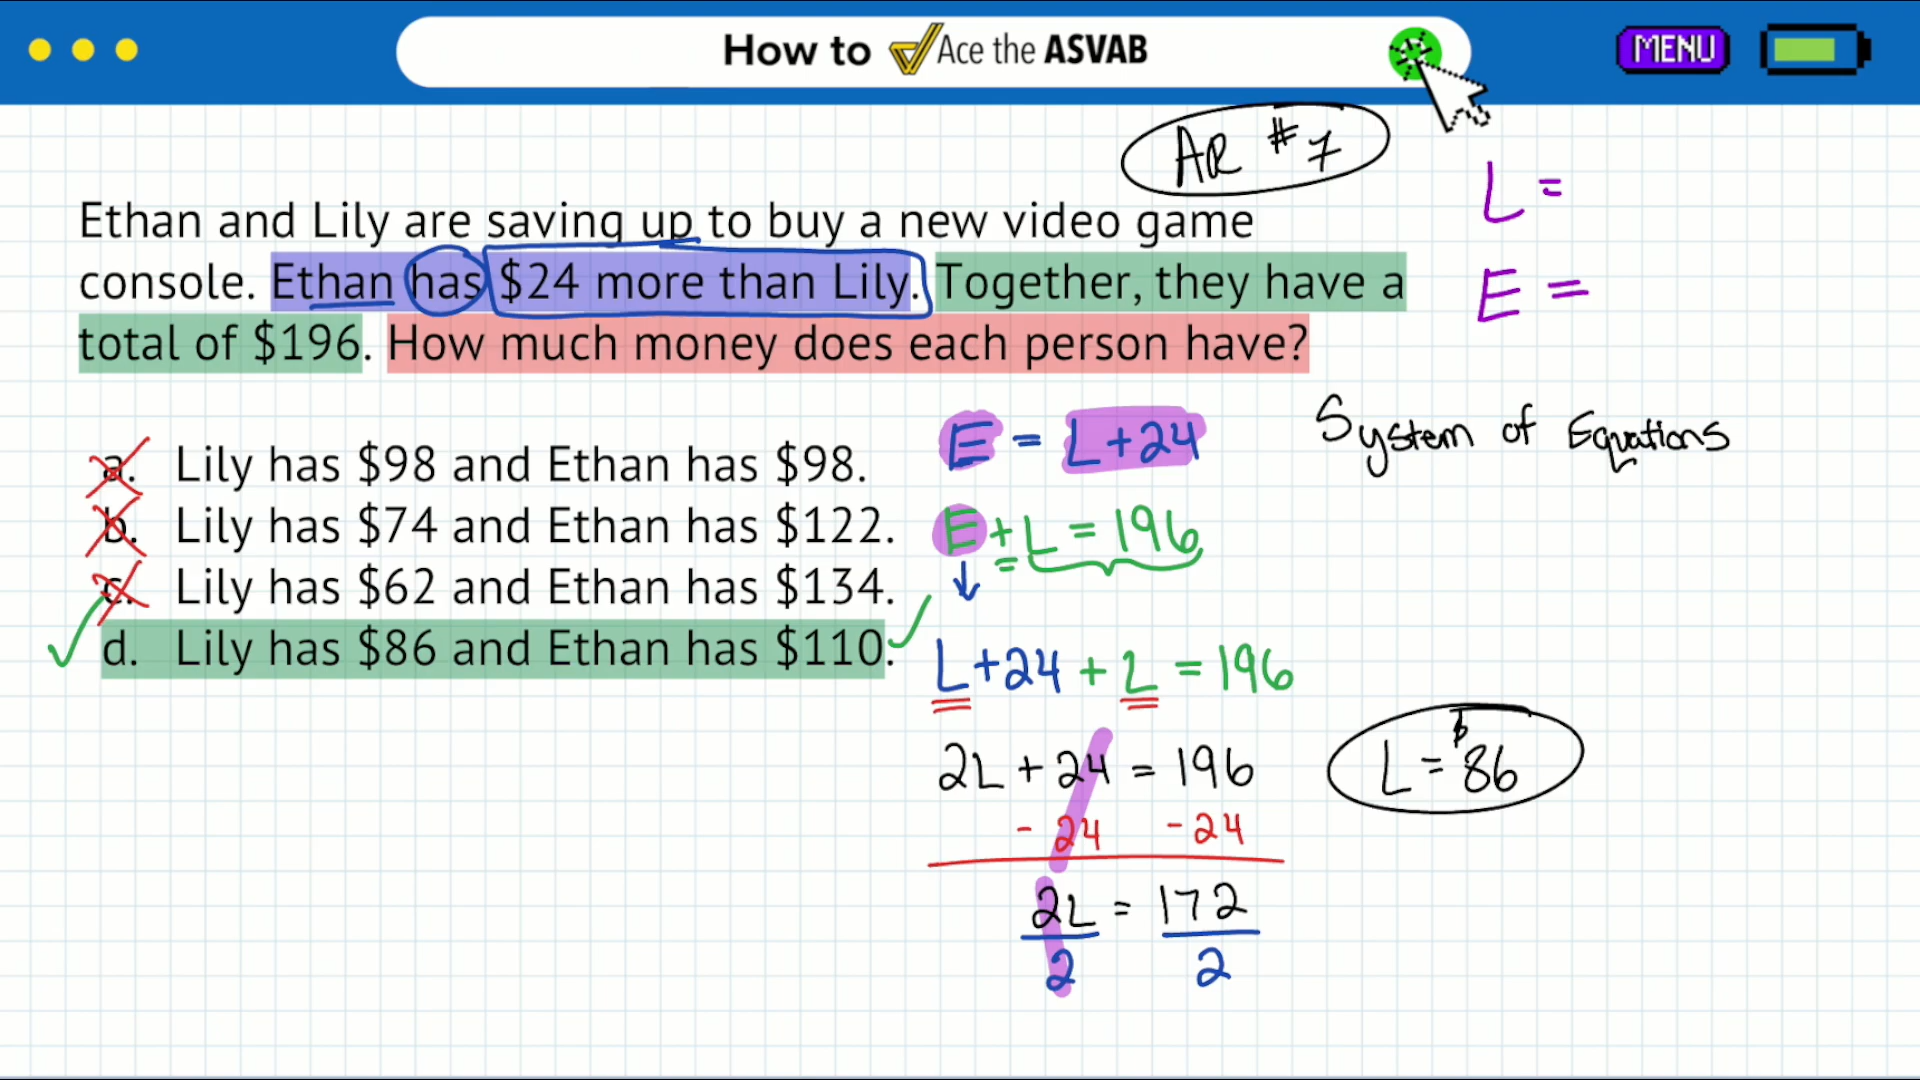 How to Ace the ASVAB
MENU
AR #7
L =
E =
Ethan and Lily are saving up to buy a new video game
console. Ethan has $24 more than Lily. Together, they have a
total of $196. How much money does each person have?
a. Lily has $98 and Ethan has $98.
b. Lily has $74 and Ethan has $122.
c. Lily has $62 and Ethan has $134.
d. Lily has $86 and Ethan has $110.
E = L+24
System of Equations
E + L = 196
L+24 + L = 196
2L + 24 = 196
- 24 - 24
2L = 172
2 2
L = $86